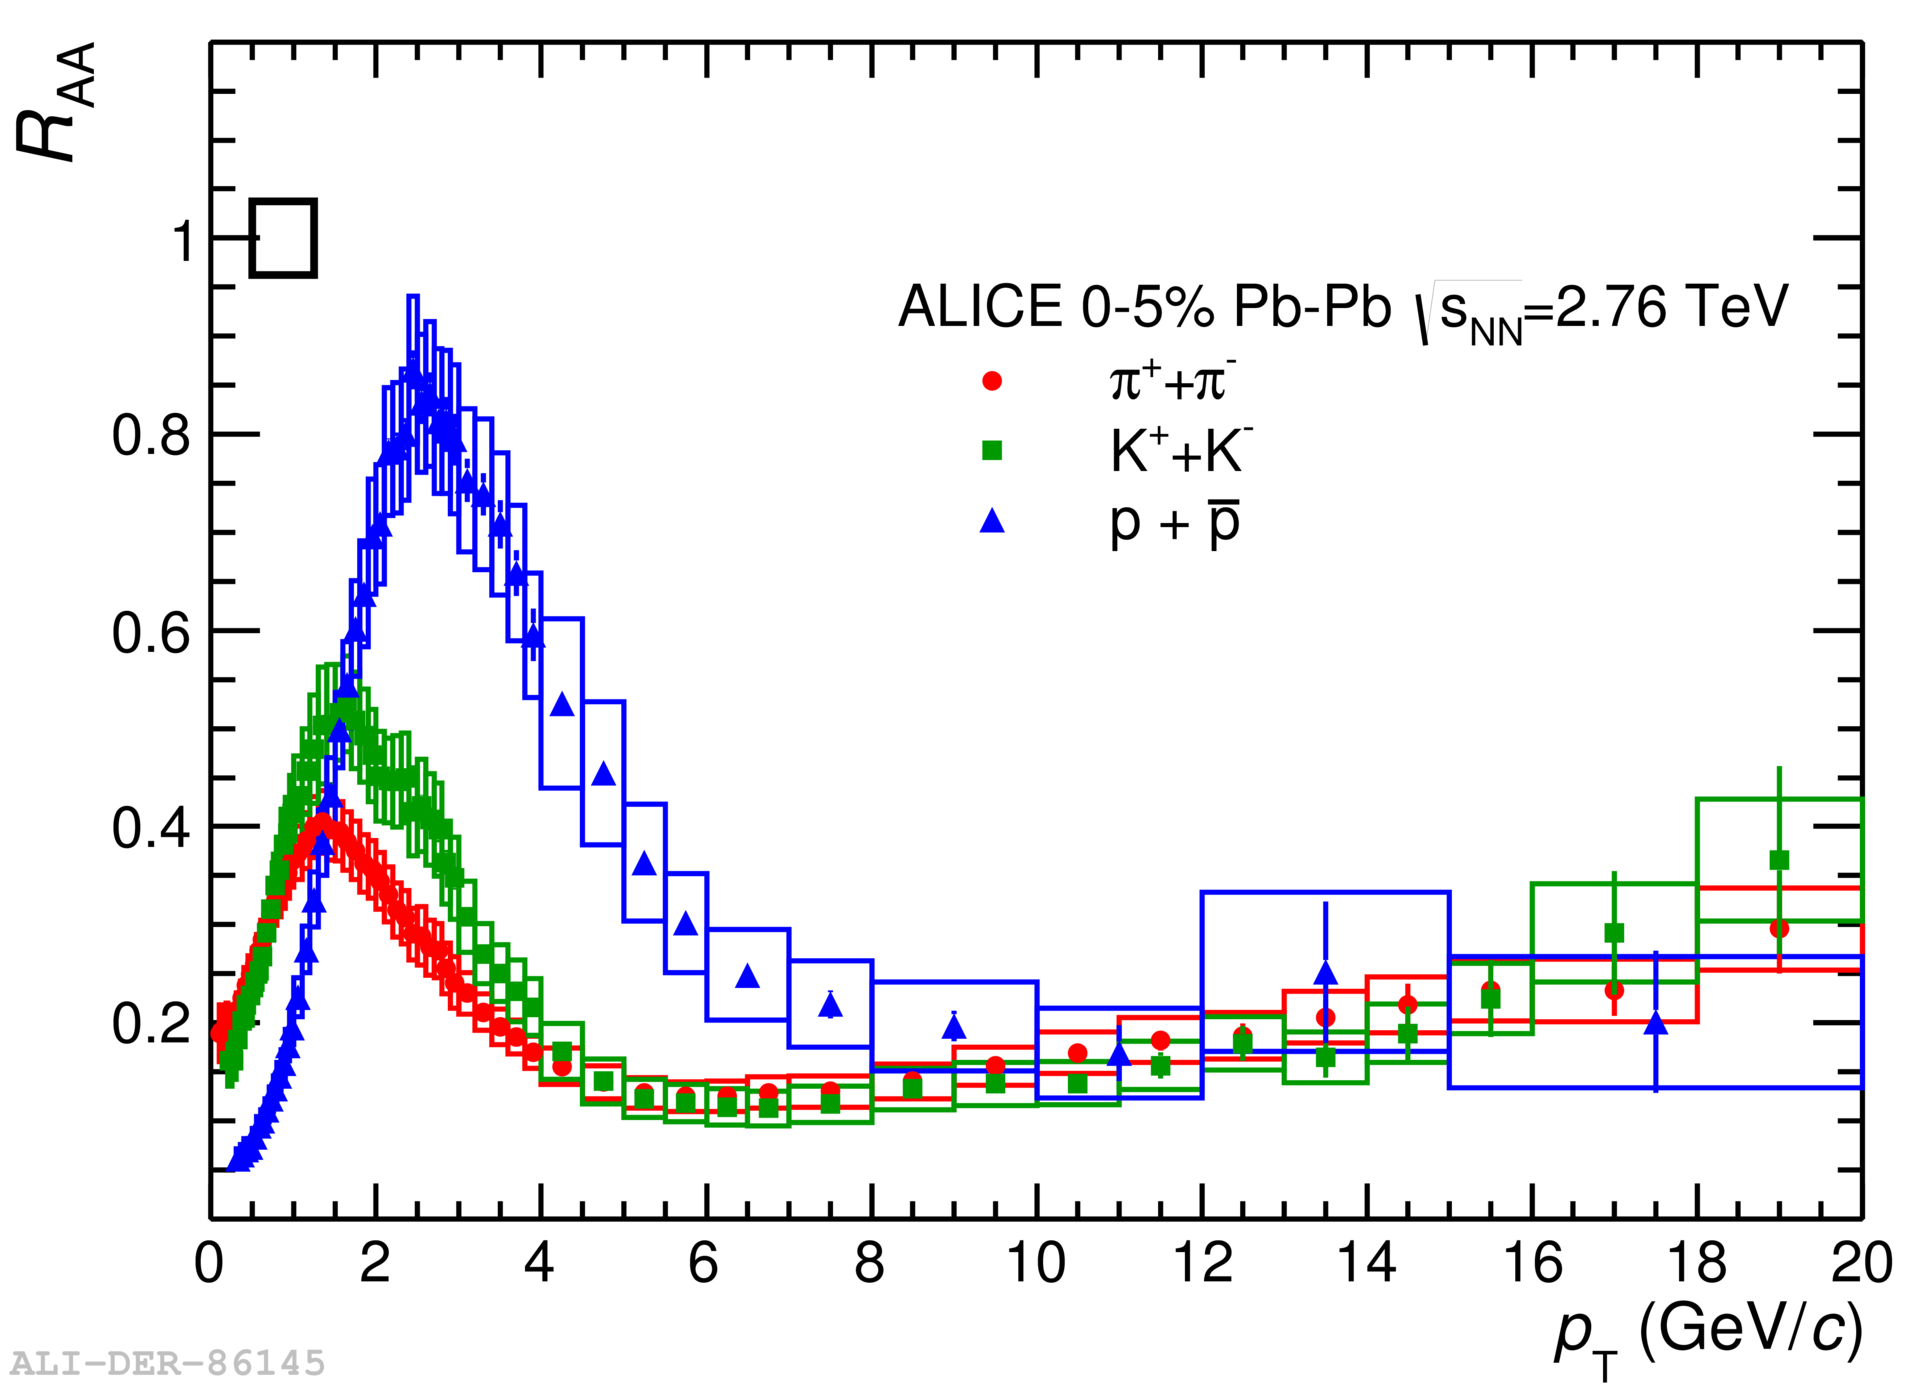 R_AA
1
0.8
0.6
0.4
0.2
ALICE 0-5% Pb-Pb √s_NN=2.76 TeV
π⁺+π⁻
K⁺+K⁻
p + p̅
0 2 4 6 8 10 12 14 16 18 20
p_T (GeV/c)
ALI-DER-86145